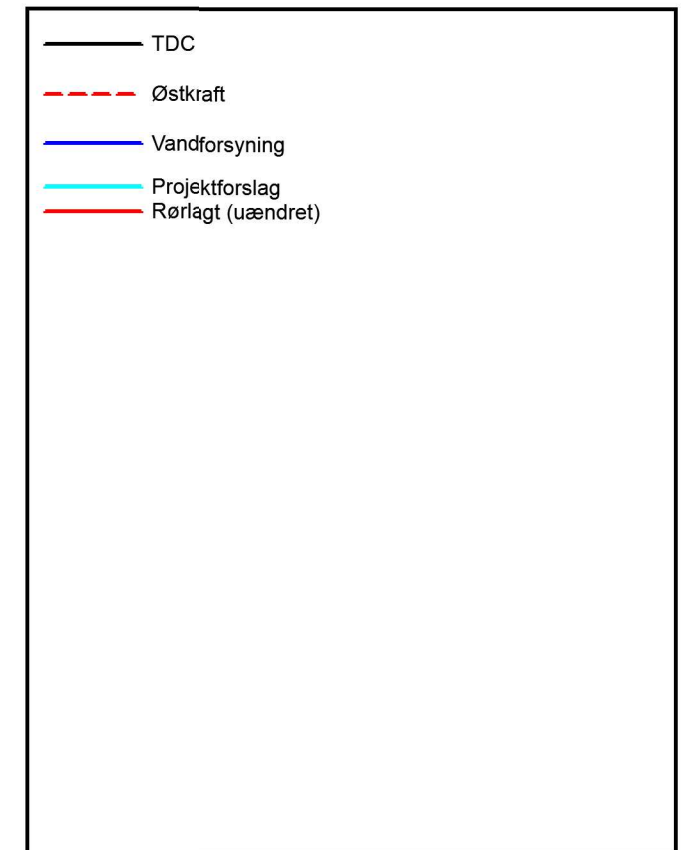 TDC
Østkraft
Vandforsyning
Projektforslag
Rørlagt (uændret)